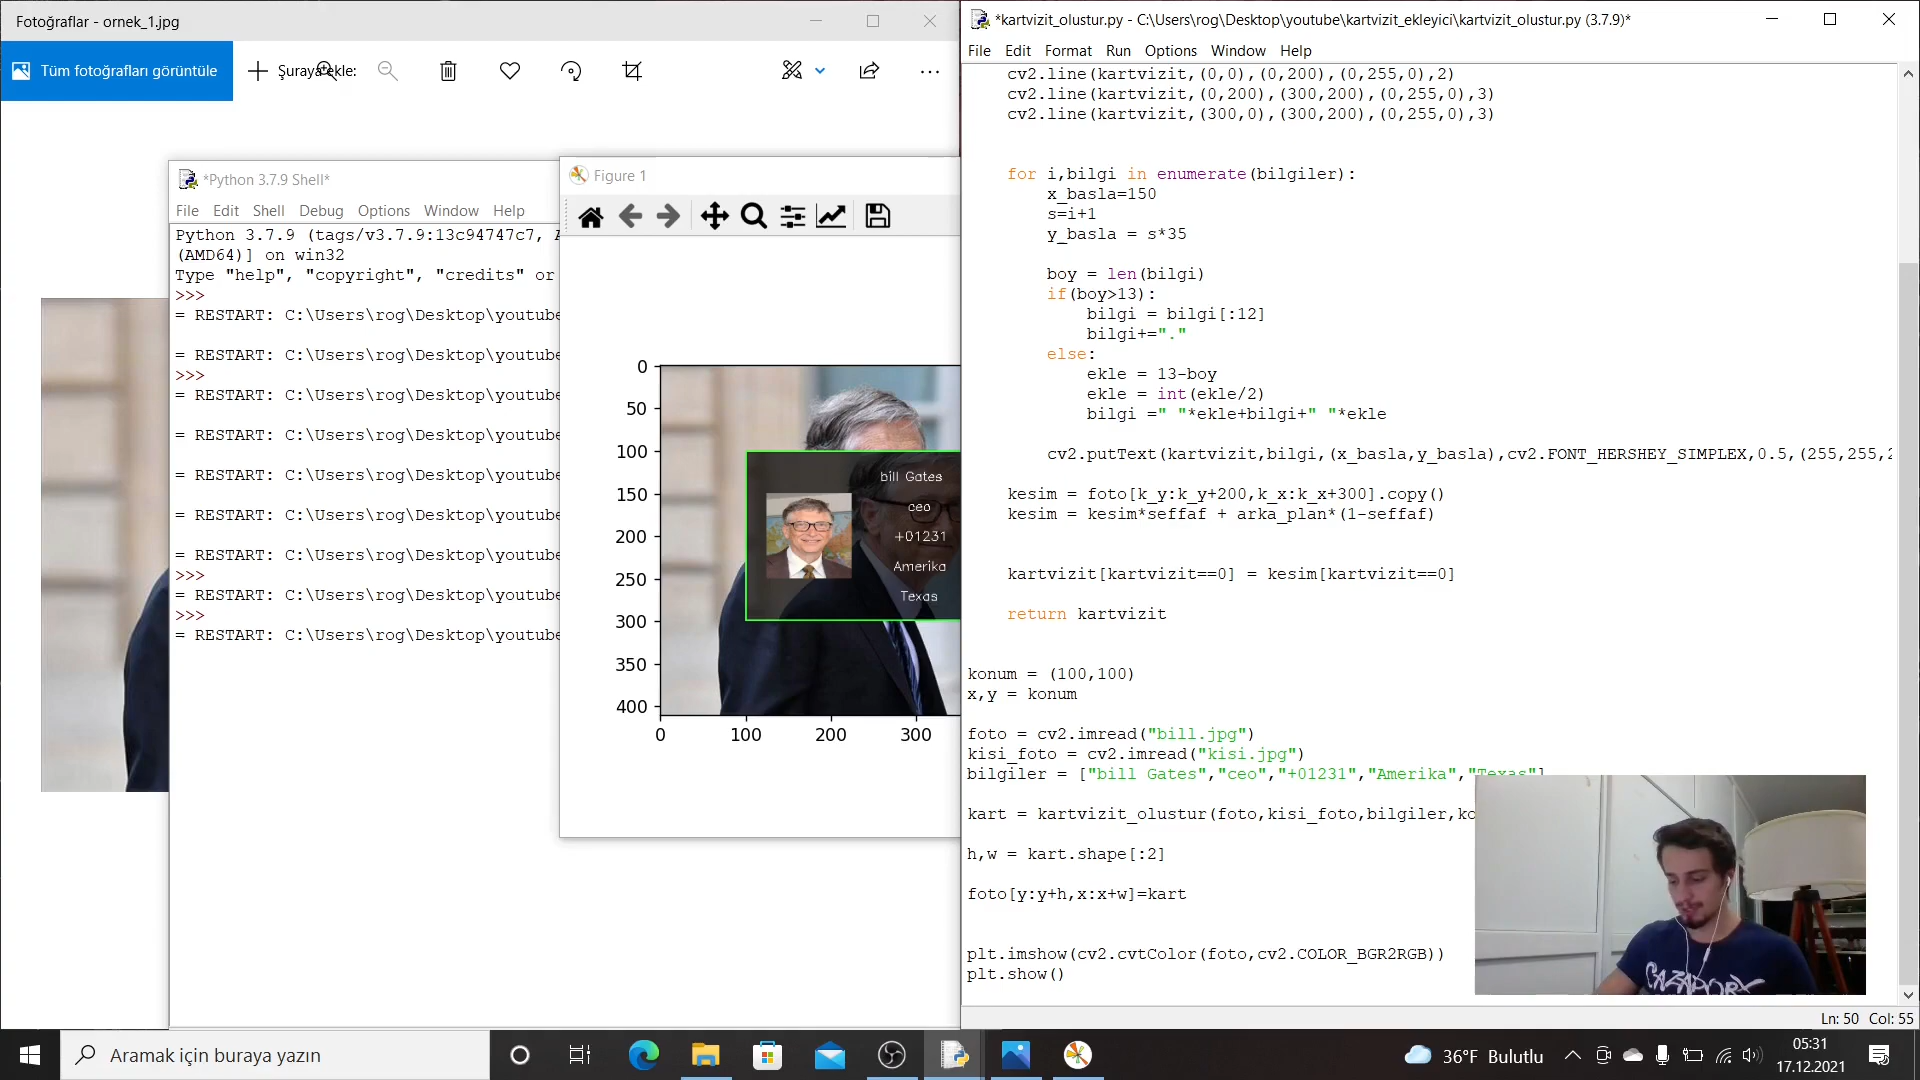 Fotoğraflar - ornek_1.jpg
Tüm fotoğrafları görüntüle
Şuraya ekle:
*Python 3.7.9 Shell*
File Edit Shell Debug Options Window Help
Python 3.7.9 (tags/v3.7.9:13c94747c7,
(AMD64)] on win32
Type "help", "copyright", "credits" or
>>>
= RESTART: C:\Users\rog\Desktop\youtube
= RESTART: C:\Users\rog\Desktop\youtube
>>>
= RESTART: C:\Users\rog\Desktop\youtube
= RESTART: C:\Users\rog\Desktop\youtube
= RESTART: C:\Users\rog\Desktop\youtube
= RESTART: C:\Users\rog\Desktop\youtube
= RESTART: C:\Users\rog\Desktop\youtube
>>>
= RESTART: C:\Users\rog\Desktop\youtube
>>>
= RESTART: C:\Users\rog\Desktop\youtube
Figure 1
0
50
100
150
200
250
300
350
400
0 100 200 300
bill Gates
ceo
+01231
Amerika
Texas
*kartvizit_olustur.py - C:\Users\rog\Desktop\youtube\kartvizit_ekleyici\kartvizit_olustur.py (3.7.9)*
File Edit Format Run Options Window Help
cv2.line(kartvizit,(0,0),(0,200),(0,255,0),2)
cv2.line(kartvizit,(0,200),(300,200),(0,255,0),3)
cv2.line(kartvizit,(300,0),(300,200),(0,255,0),3)
for i,bilgi in enumerate(bilgiler):
x_basla=150
s=i+1
y_basla = s*35
boy = len(bilgi)
if(boy>13):
bilgi = bilgi[:12]
bilgi+="."
else:
ekle = 13-boy
ekle = int(ekle/2)
bilgi =" "*ekle+bilgi+" "*ekle
cv2.putText(kartvizit,bilgi,(x_basla,y_basla),cv2.FONT_HERSHEY_SIMPLEX,0.5,(255,255,2
kesim = foto[k_y:k_y+200,k_x:k_x+300].copy()
kesim = kesim*seffaf + arka_plan*(1-seffaf)
kartvizit[kartvizit==0] = kesim[kartvizit==0]
return kartvizit
konum = (100,100)
x,y = konum
foto = cv2.imread("bill.jpg")
kisi_foto = cv2.imread("kisi.jpg")
bilgiler = ["bill Gates","ceo","+01231","Amerika","Texas"]
kart = kartvizit_olustur(foto,kisi_foto,bilgiler,ko
h,w = kart.shape[:2]
foto[y:y+h,x:x+w]=kart
plt.imshow(cv2.cvtColor(foto,cv2.COLOR_BGR2RGB))
plt.show()
Ln: 50 Col: 55
Aramak için buraya yazın
36°F Bulutlu
05:31
17.12.2021